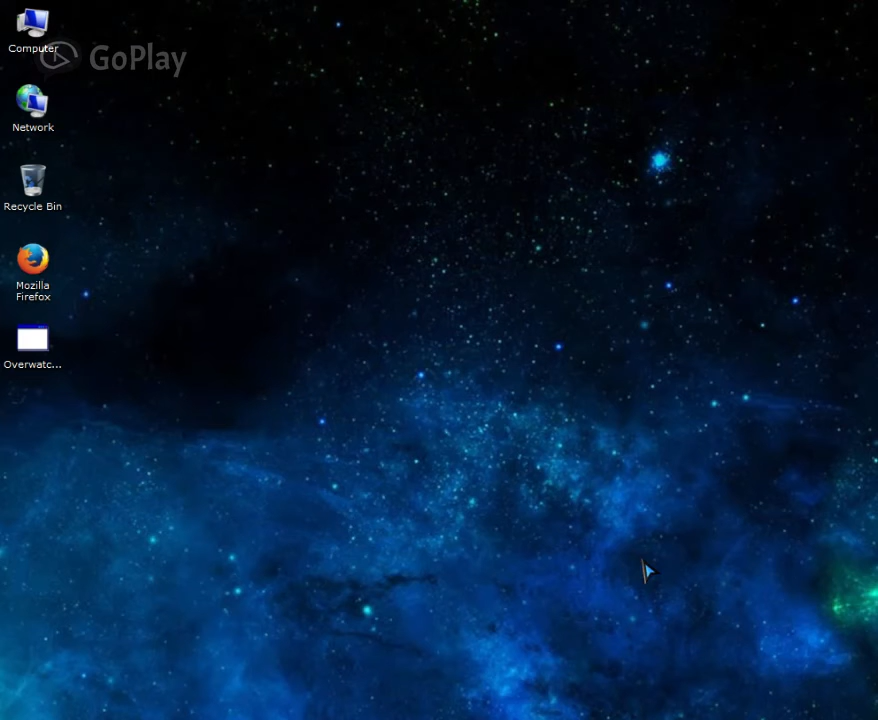 Computer
GoPlay
Network
Recycle Bin
Mozilla
Firefox
Overwatc...